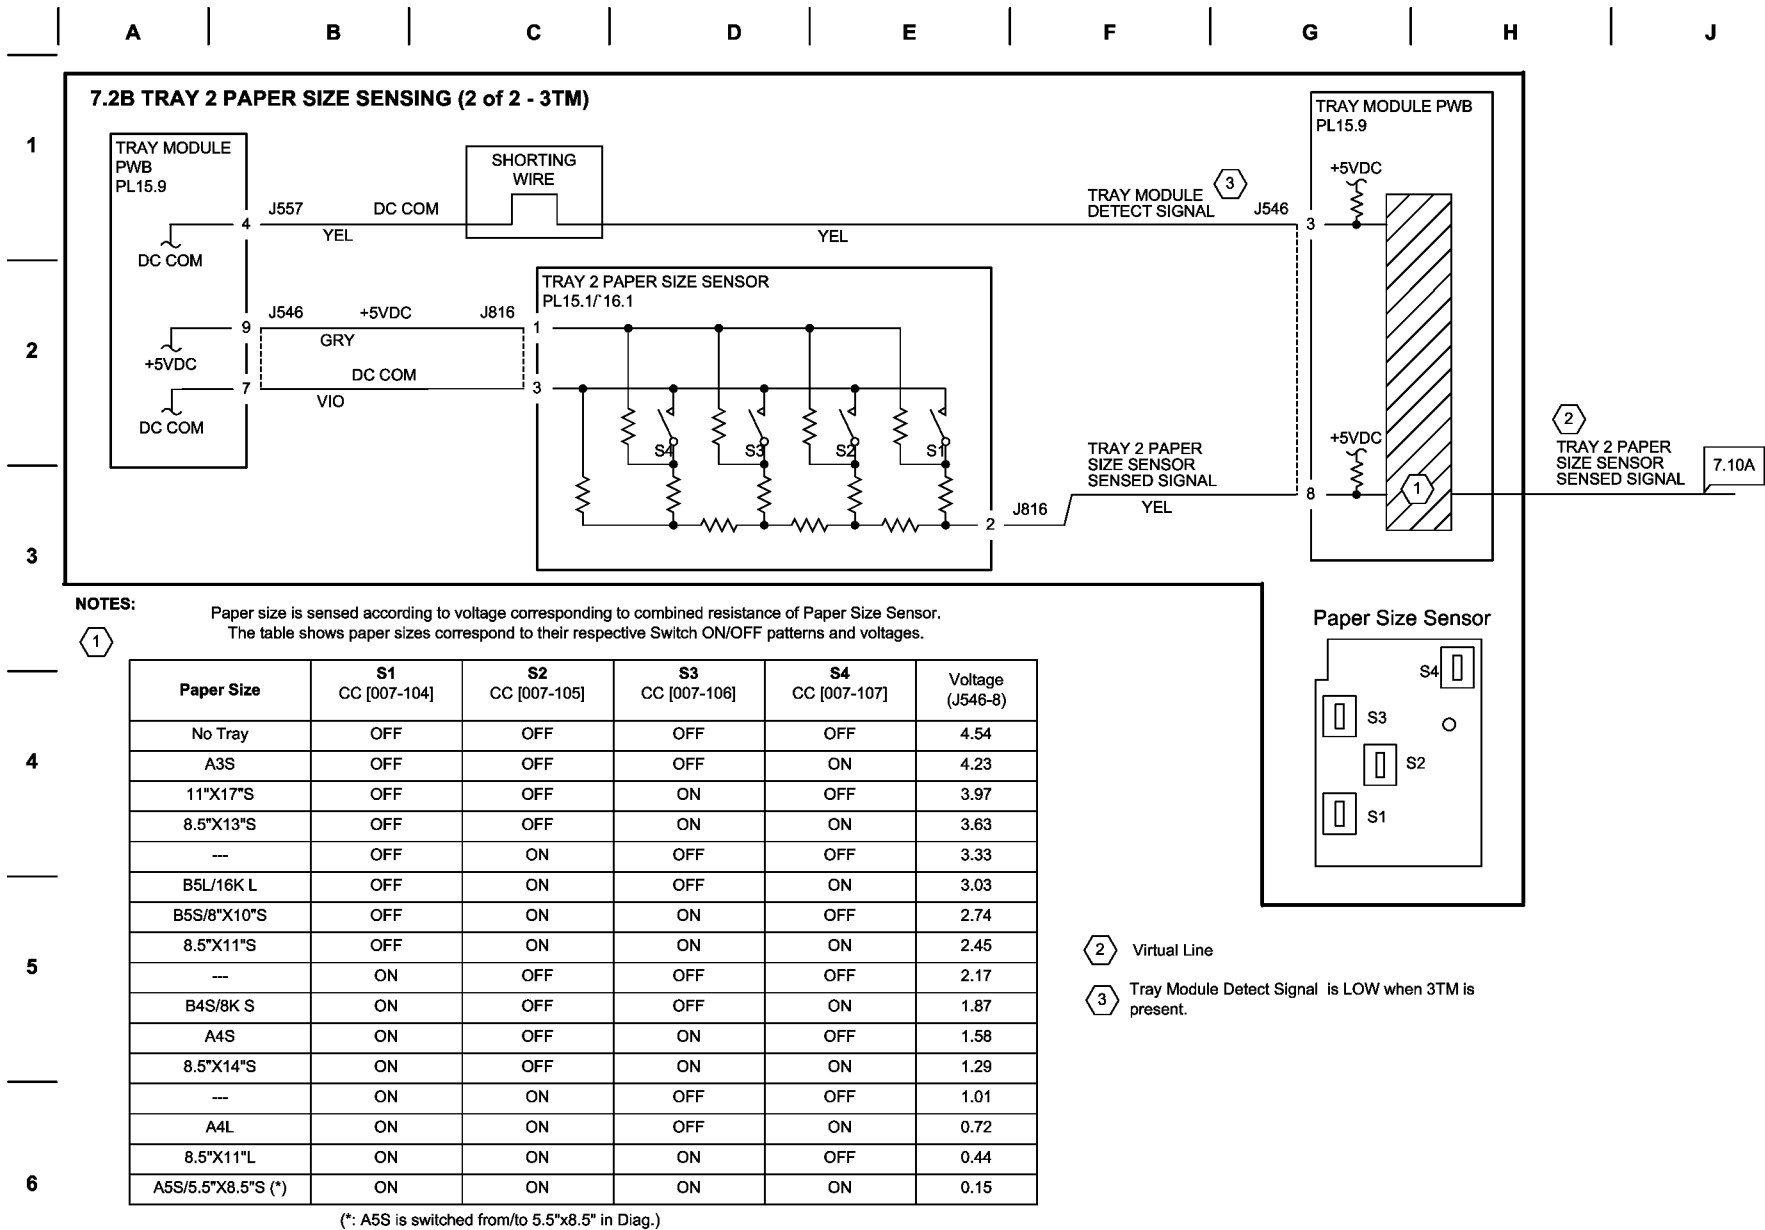 A B C D E F G H J
7.2B TRAY 2 PAPER SIZE SENSING (2 of 2 - 3TM)
1
TRAY MODULE
PWB
PL15.9
4
J557
DC COM
YEL
DC COM
SHORTING
WIRE
YEL
TRAY MODULE
DETECT SIGNAL
3
J546
TRAY MODULE PWB
PL15.9
+5VDC
3
2
9
J546
+5VDC
J816
GRY
+5VDC
7
DC COM
VIO
DC COM
TRAY 2 PAPER SIZE SENSOR
PL15.1/`16.1
1
3
S4
S3
S2
S1
2
J816
TRAY 2 PAPER
SIZE SENSOR
SENSED SIGNAL
YEL
+5VDC
8
1
2
TRAY 2 PAPER
SIZE SENSOR
SENSED SIGNAL
7.10A
3
NOTES:
1
Paper size is sensed according to voltage corresponding to combined resistance of Paper Size Sensor.
The table shows paper sizes correspond to their respective Switch ON/OFF patterns and voltages.
Paper Size S1 CC [007-104] S2 CC [007-105] S3 CC [007-106] S4 CC [007-107] Voltage (J546-8)
No Tray OFF OFF OFF OFF 4.54
A3S OFF OFF OFF ON 4.23
11"X17"S OFF OFF ON OFF 3.97
8.5"X13"S OFF OFF ON ON 3.63
--- OFF ON OFF OFF 3.33
B5L/16K L OFF ON OFF ON 3.03
B5S/8"X10"S OFF ON ON OFF 2.74
8.5"X11"S OFF ON ON ON 2.45
--- ON OFF OFF OFF 2.17
B4S/8K S ON OFF OFF ON 1.87
A4S ON OFF ON OFF 1.58
8.5"X14"S ON OFF ON ON 1.29
--- ON ON OFF OFF 1.01
A4L ON ON OFF ON 0.72
8.5"X11"L ON ON ON OFF 0.44
A5S/5.5"X8.5"S (*) ON ON ON ON 0.15
(*: A5S is switched from/to 5.5"x8.5" in Diag.)
4
5
6
Paper Size Sensor
S4
S3
S2
S1
2 Virtual Line
3 Tray Module Detect Signal is LOW when 3TM is
present.